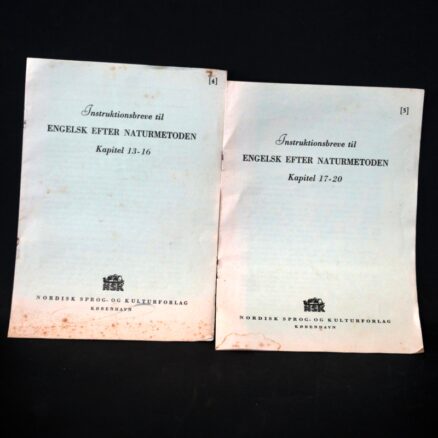 [4]
Instruktionsbreve til
ENGELSK EFTER NATURMETODEN
Kapitel 13-16
NSK
NORDISK SPROG- OG KULTURFORLAG
KØBENHAVN
[5]
Instruktionsbreve til
ENGELSK EFTER NATURMETODEN
Kapitel 17-20
NSK
NORDISK SPROG- OG KULTURFORLAG
KØBENHAVN